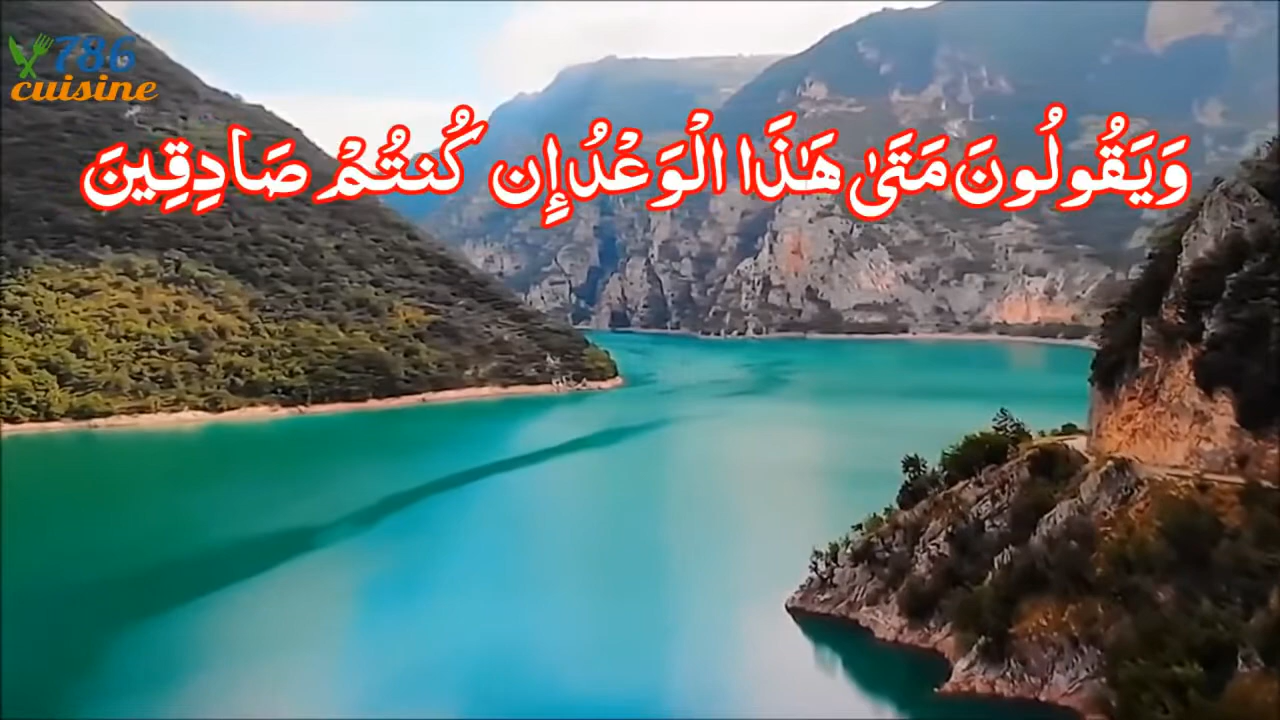 786
cuisine
وَيَقُولُونَ مَتَىٰ هَٰذَا الْوَعْدُ إِن كُنتُمْ صَادِقِينَ